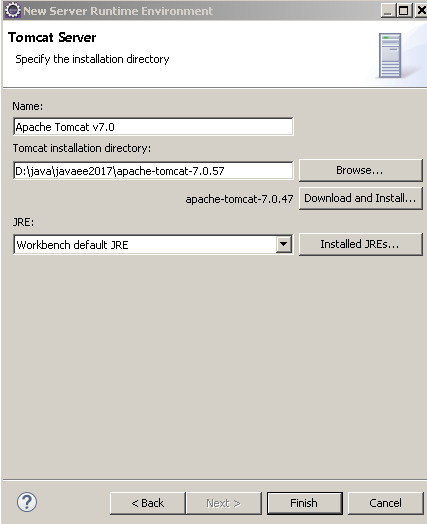 New Server Runtime Environment
Tomcat Server
Specify the installation directory
Name:
Apache Tomcat v7.0
Tomcat installation directory:
D:\java\javaee2017\apache-tomcat-7.0.57
Browse...
apache-tomcat-7.0.47
Download and Install...
JRE:
Workbench default JRE
Installed JREs...
?
< Back
Next >
Finish
Cancel